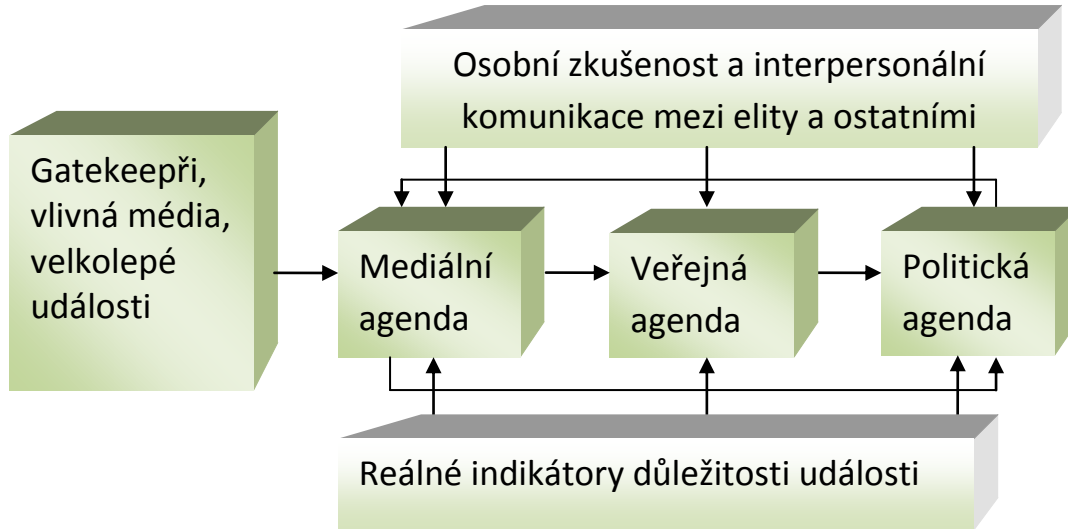 Osobní zkušenost a interpersonální
komunikace mezi elity a ostatními
Gatekeepři,
vlivná média,
velkolepé
události
Mediální
agenda
Veřejná
agenda
Politická
agenda
Reálné indikátory důležitosti události